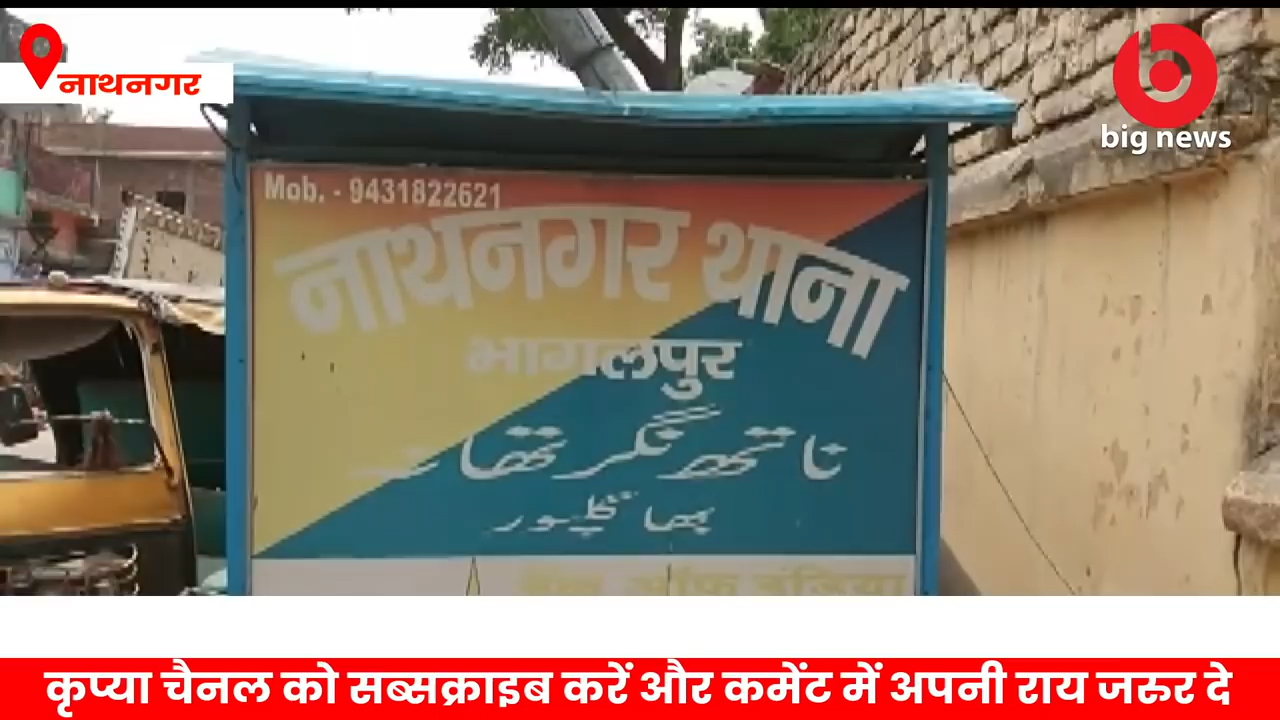 नाथनगर
big news
Mob. - 9431822621
नाथनगर थाना
भागलपुर
ناتھ نگر تھانہ
بھاگلپور
ऑफ इंडिया
कृप्या चैनल को सब्सक्राइब करें और कमेंट में अपनी राय जरुर दे